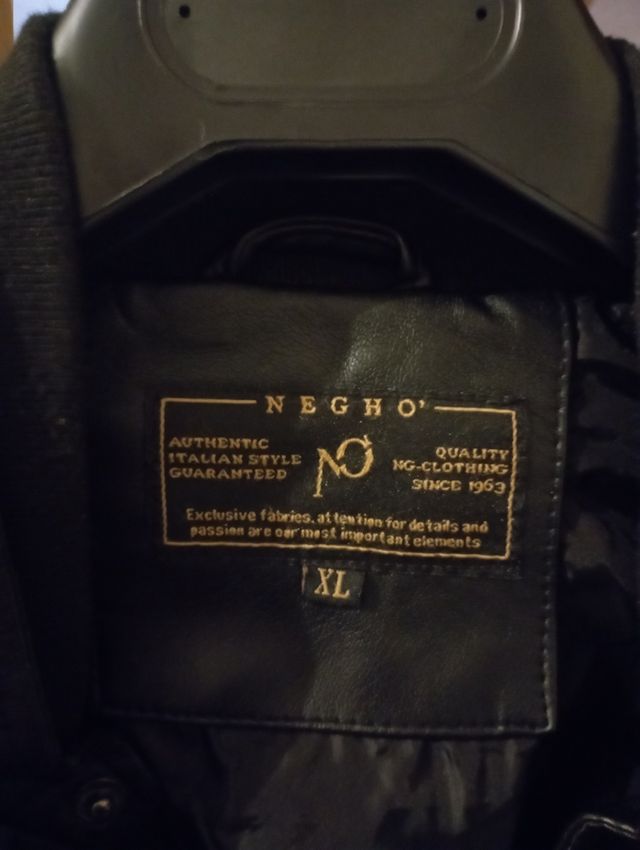 NEGHO'
AUTHENTIC
ITALIAN STYLE
GUARANTEED
NO'
QUALITY
NG-CLOTHING
SINCE 1963
Exclusive fabrics, attention for details and
passion are our most important elements
XL